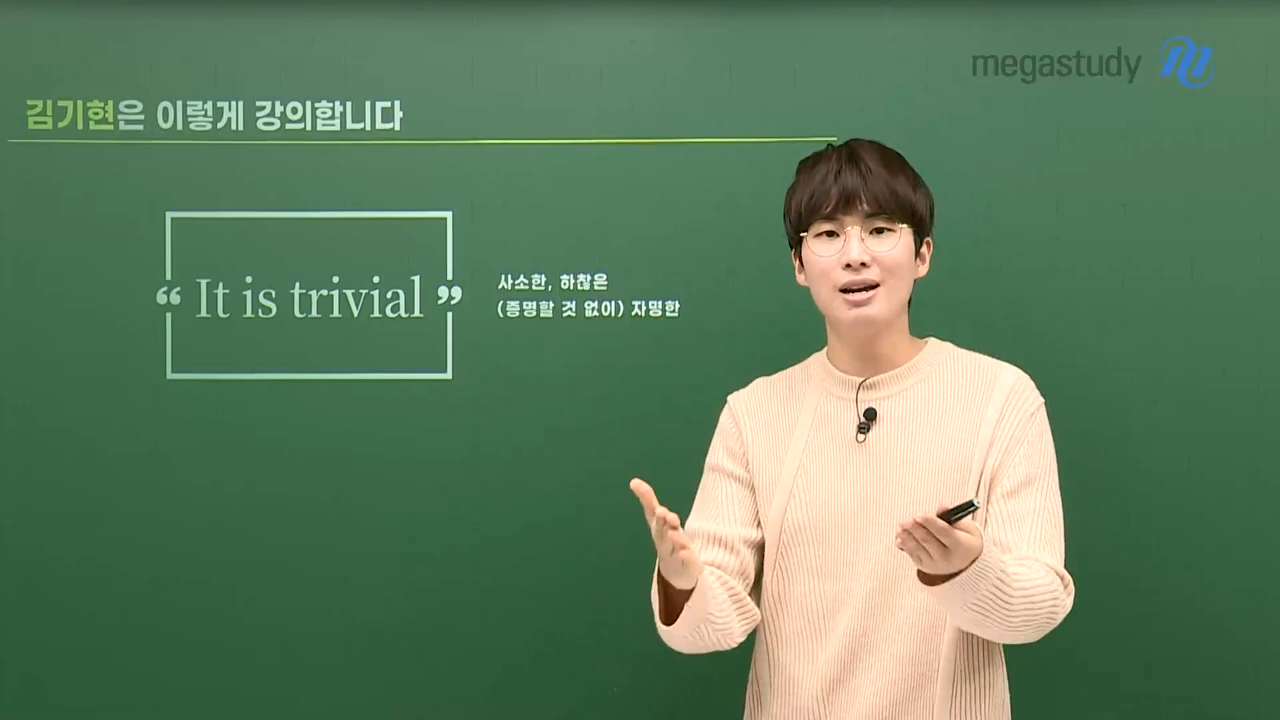 megastudy
김기현은 이렇게 강의합니다
“It is trivial”
사소한, 하찮은
(증명할 것 없이) 자명한